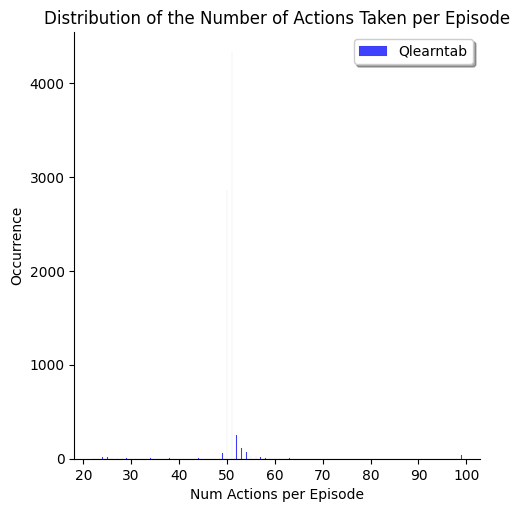 Distribution of the Number of Actions Taken per Episode
Qlearntab
Occurrence
4000
3000
2000
1000
0
20 30 40 50 60 70 80 90 100
Num Actions per Episode